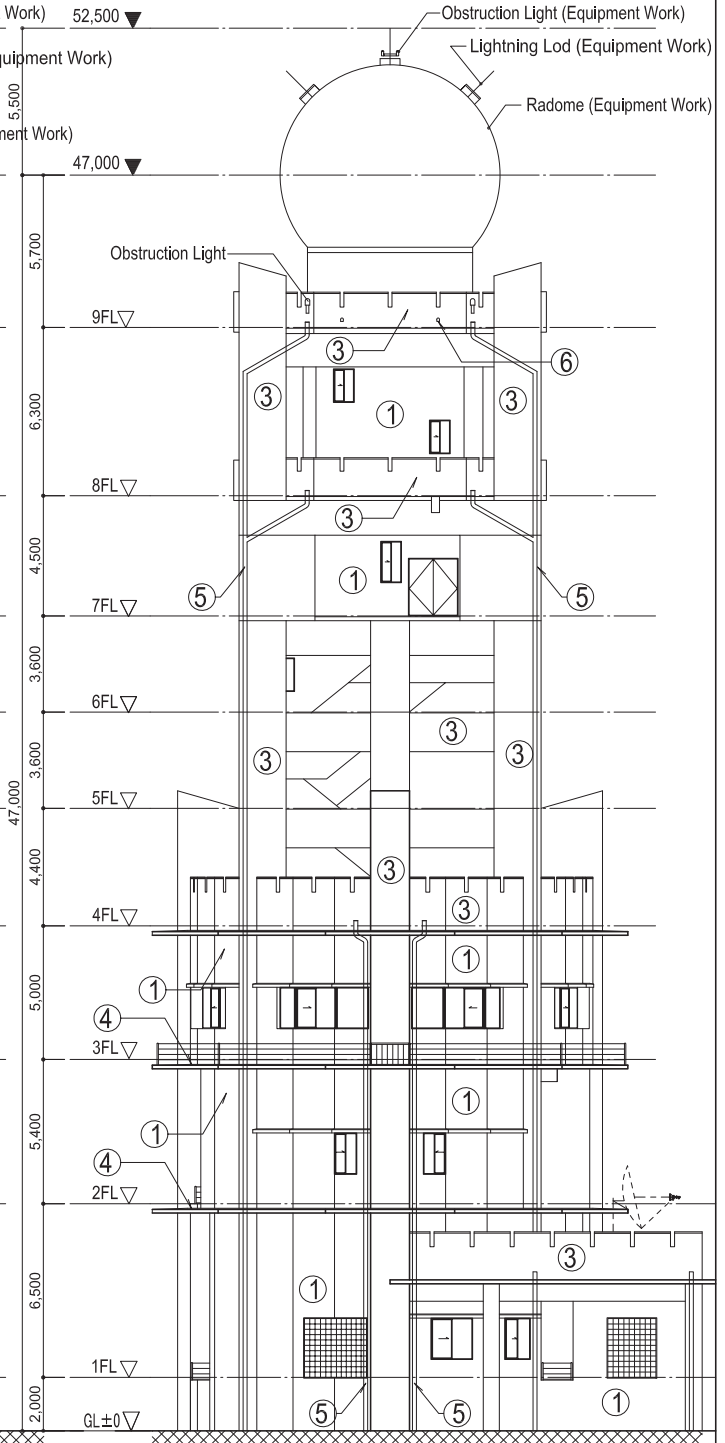 Work)
52,500
Obstruction Light (Equipment Work)
Lightning Lod (Equipment Work)
quipment Work)
5,500
Radome (Equipment Work)
ment Work)
47,000
5,700
Obstruction Light
9FL
3
6
3
3
6,300
1
8FL
3
4,500
1
5
5
7FL
3,600
6FL
3
3
3
3,600
47,000
5FL
4,400
3
3
4FL
1
1
5,000
4
3FL
1
1
5,400
4
2FL
3
1
6,500
1FL
1
5
5
2,000
GL±0